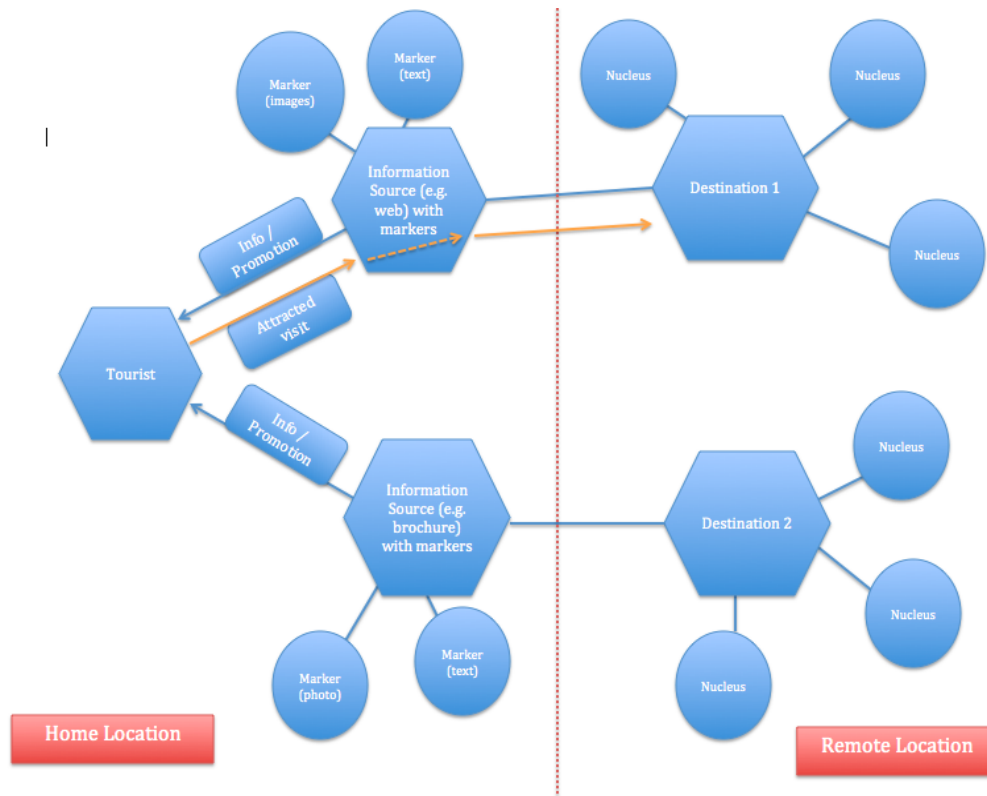 Marker
(images)
Marker
(text)
Nucleus
Nucleus
Information
Source (e.g.
web) with
markers
Destination 1
Nucleus
Info /
Promotion
Attracted
visit
Tourist
Info /
Promotion
Information
Source (e.g.
brochure)
with markers
Destination 2
Nucleus
Nucleus
Nucleus
Marker
(photo)
Marker
(text)
Home Location
Remote Location